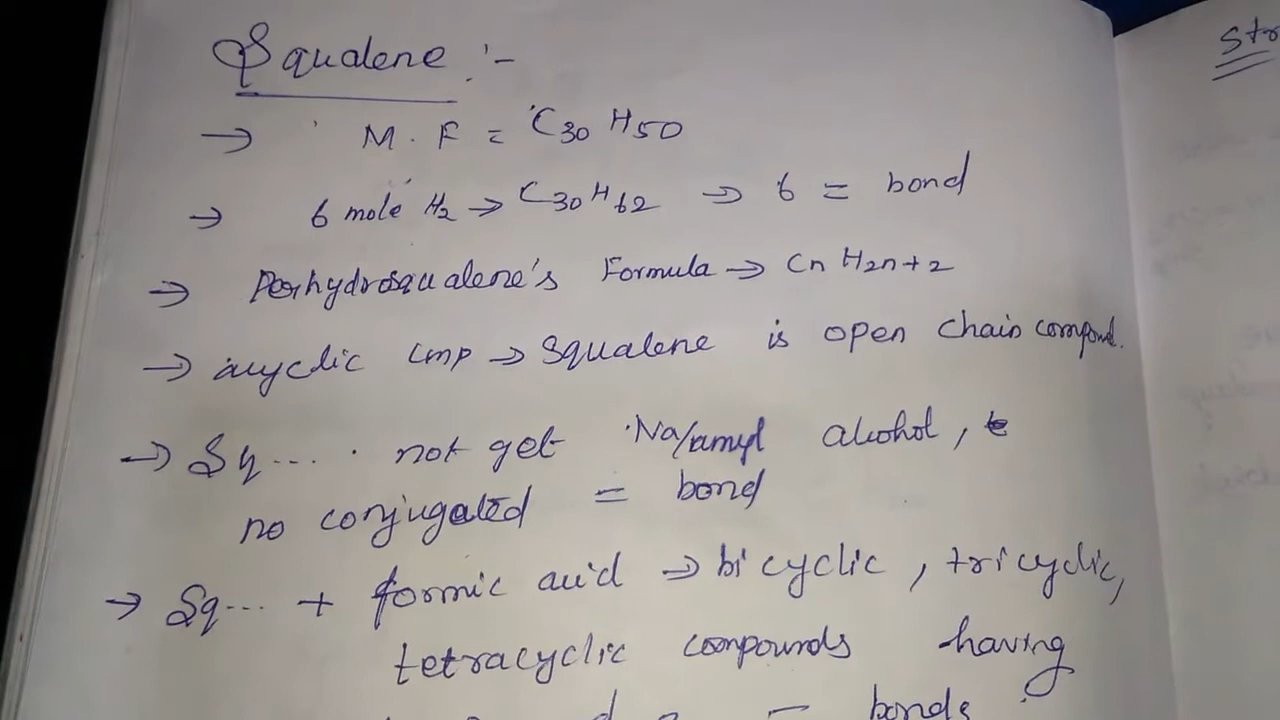 Squalene :-
Str
→ M.F = C30 H50
→ 6 mole H2 → C30H62 → 6 = bond
→ Perhydrosqualene's Formula → Cn H2n+2
→ acyclic cmp → Squalene is open chain compound.
→ Sq.... not get Na/amyl alcohol,
no conjugated = bond
→ Sq... + formic acid → bicyclic, tricyclic,
tetracyclic compounds having
= bonds